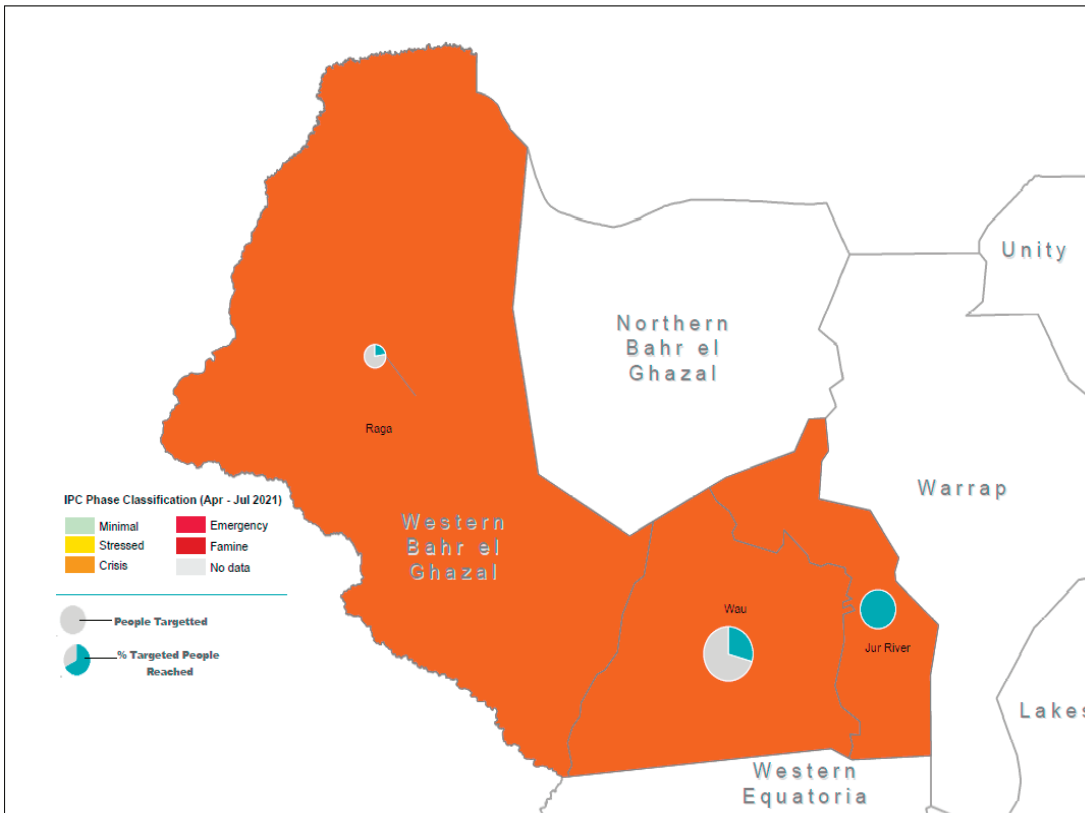 Unity
Northern
Bahr el
Ghazal
Raga
Warrap
IPC Phase Classification (Apr - Jul 2021)
Minimal
Emergency
Stressed
Famine
Crisis
No data
Western
Bahr el
Ghazal
People Targetted
% Targeted People
Reached
Wau
Jur River
Lakes
Western
Equatoria